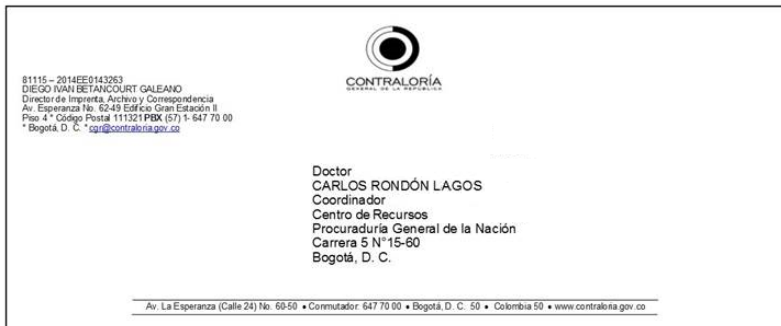 CONTRALORÍA
GENERAL DE LA REPÚBLICA
81115 – 2014EE0143263
DIEGO IVAN BETANCOURT GALEANO
Director de Imprenta, Archivo y Correspondencia
Av. Esperanza No. 62-49 Edificio Gran Estación II
Piso 4 * Código Postal 111321 PBX (57) 1- 647 70 00
* Bogotá, D. C. * cgr@contraloria.gov.co
Doctor
CARLOS RONDÓN LAGOS
Coordinador
Centro de Recursos
Procuraduría General de la Nación
Carrera 5 N°15-60
Bogotá, D. C.
Av. La Esperanza (Calle 24) No. 60-50 • Conmutador: 647 70 00 • Bogotá, D. C. 50 • Colombia 50 • www.contraloria.gov.co